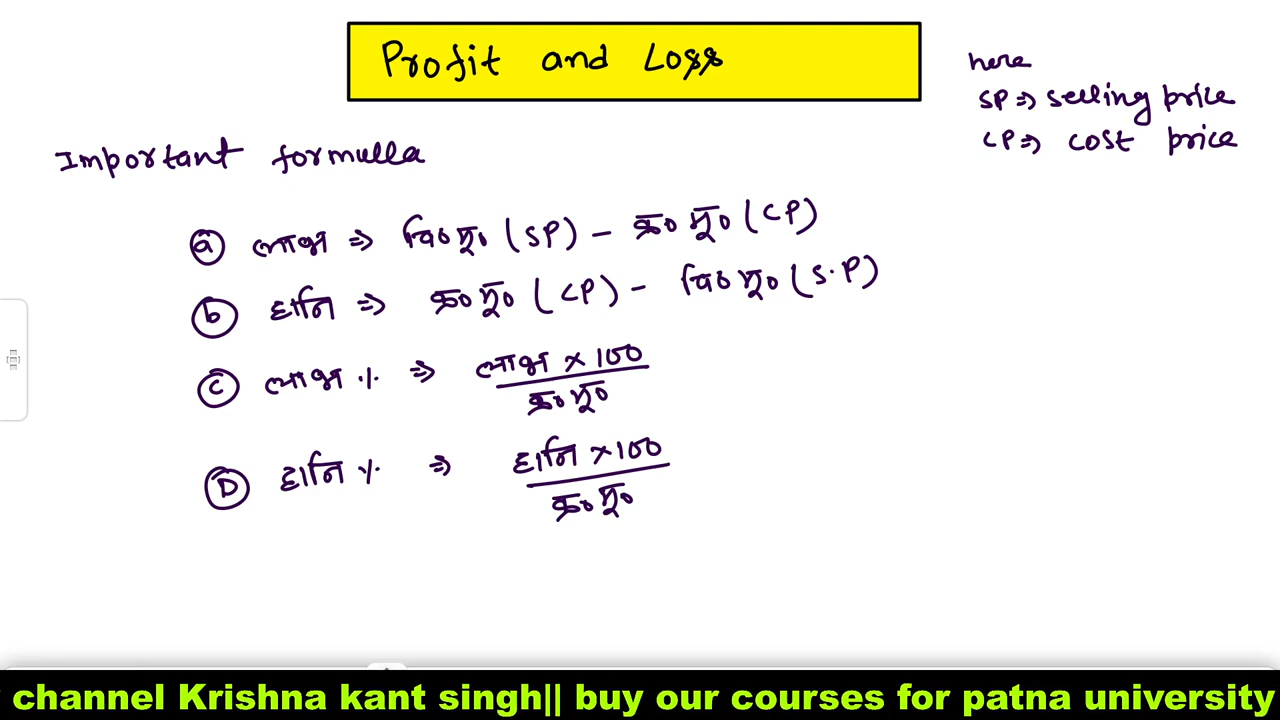 Profit and Loss
here
SP ⇒ selling price
CP ⇒ cost price
Important formulla
(a) लाभ ⇒ वि० मू० (SP) – क्र० मू० (CP)
(b) हानि ⇒ क्र० मू० (CP) – वि० मू० (S.P)
(C) लाभ % ⇒ लाभ × 100 / क्र० मू०
(D) हानि % ⇒ हानि × 100 / क्र० मू०
channel Krishna kant singh|| buy our courses for patna university